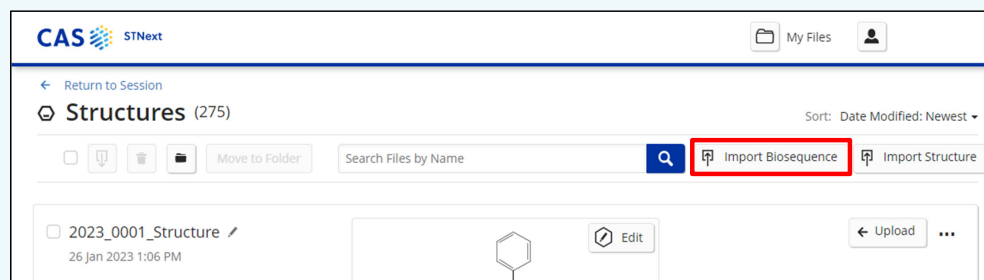 CAS STNext
My Files
Return to Session
Structures (275)
Sort: Date Modified: Newest
Move to Folder
Search Files by Name
Import Biosequence
Import Structure
2023_0001_Structure
Edit
Upload
26 Jan 2023 1:06 PM